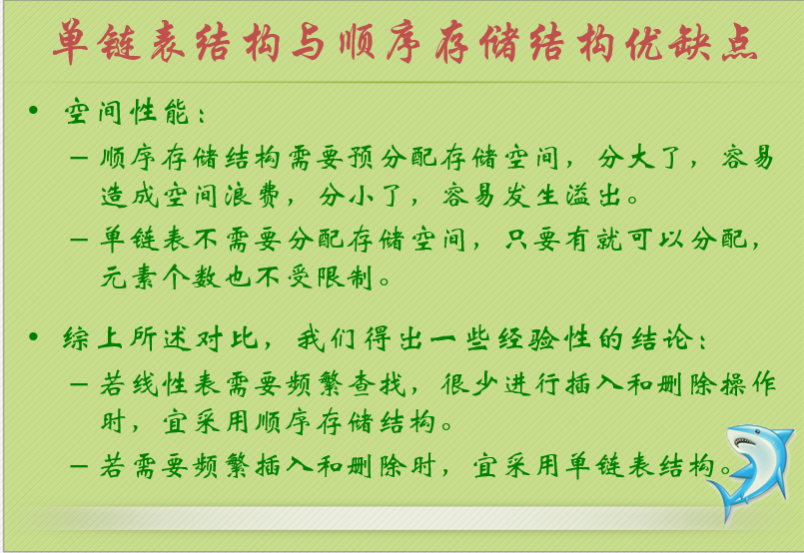 单链表结构与顺序存储结构优缺点
• 空间性能：
– 顺序存储结构需要预分配存储空间，分大了，容易
造成空间浪费，分小了，容易发生溢出。
– 单链表不需要分配存储空间，只要有就可以分配，
元素个数也不受限制。
• 综上所述对比，我们得出一些经验性的结论：
– 若线性表需要频繁查找，很少进行插入和删除操作
时，宜采用顺序存储结构。
– 若需要频繁插入和删除时，宜采用单链表结构。